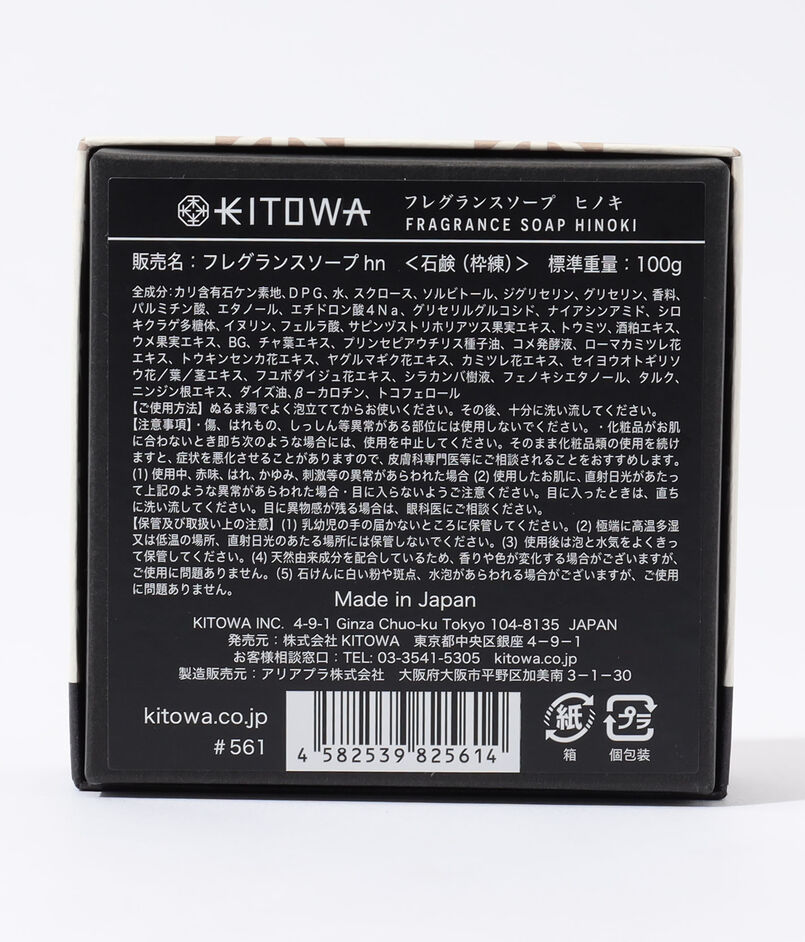 KITOWA フレグランスソープ ヒノキ
FRAGRANCE SOAP HINOKI
販売名：フレグランスソープhn ＜石鹸（枠練）＞ 標準重量：100g
全成分：カリ含有石ケン素地、DPG、水、スクロース、ソルビトール、ジグリセリン、グリセリン、香料、
パルミチン酸、エタノール、エチドロン酸4Na、グリセリルグルコシド、ナイアシンアミド、シロ
キクラゲ多糖体、イヌリン、フェルラ酸、サピンヅストリホリアツス果実エキス、トウミツ、酒粕エキス、
ウメ果実エキス、BG、チャ葉エキス、プリンセピアウチリス種子油、コメ発酵液、ローマカミツレ花
エキス、トウキンセンカ花エキス、ヤグルマギク花エキス、カミツレ花エキス、セイヨウオトギリソ
ウ花／葉／茎エキス、フユボダイジュ花エキス、シラカンバ樹液、フェノキシエタノール、タルク、
ニンジン根エキス、ダイズ油、β－カロチン、トコフェロール
【ご使用方法】ぬるま湯でよく泡立ててからお使いください。その後、十分に洗い流してください。
【注意事項】・傷、はれもの、しっしん等異常がある部位には使用しないでください。・化粧品がお肌
に合わないとき即ち次のような場合には、使用を中止してください。そのまま化粧品類の使用を続け
ますと、症状を悪化させることがありますので、皮膚科専門医等にご相談されることをおすすめします。
(1) 使用中、赤味、はれ、かゆみ、刺激等の異常があらわれた場合 (2) 使用したお肌に、直射日光があたっ
て上記のような異常があらわれた場合・目に入らないようご注意ください。目に入ったときは、直ち
に洗い流してください。目に異物感が残る場合は、眼科医にご相談ください。
【保管及び取扱い上の注意】(1) 乳幼児の手の届かないところに保管してください。(2) 極端に高温多湿
又は低温の場所、直射日光のあたる場所には保管しないでください。(3) 使用後は泡と水気をよくきっ
て保管してください。(4) 天然由来成分を配合しているため、香りや色が変化する場合がございますが、
ご使用に問題ありません。(5) 石けんに白い粉や斑点、水泡があらわれる場合がございますが、ご使用
に問題ありません。
Made in Japan
KITOWA INC. 4-9-1 Ginza Chuo-ku Tokyo 104-8135 JAPAN
発売元：株式会社KITOWA 東京都中央区銀座4－9－1
お客様相談窓口：TEL: 03-3541-5305 kitowa.co.jp
製造販売元：アリアプラ株式会社 大阪府大阪市平野区加美南3－1－30
kitowa.co.jp
#561
4 582539 825614
紙
箱
プラ
個包装